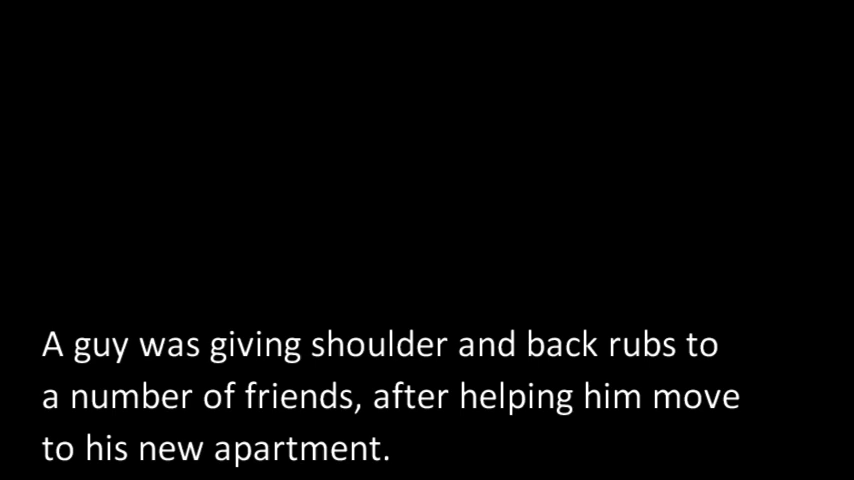 A guy was giving shoulder and back rubs to
a number of friends, after helping him move
to his new apartment.